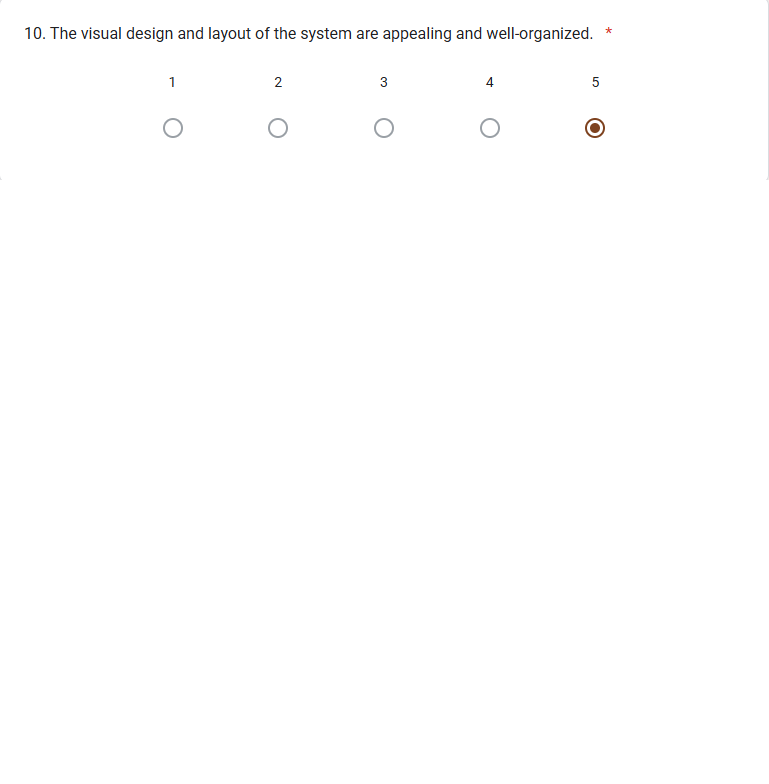 10. The visual design and layout of the system are appealing and well-organized. *
1 2 3 4 5